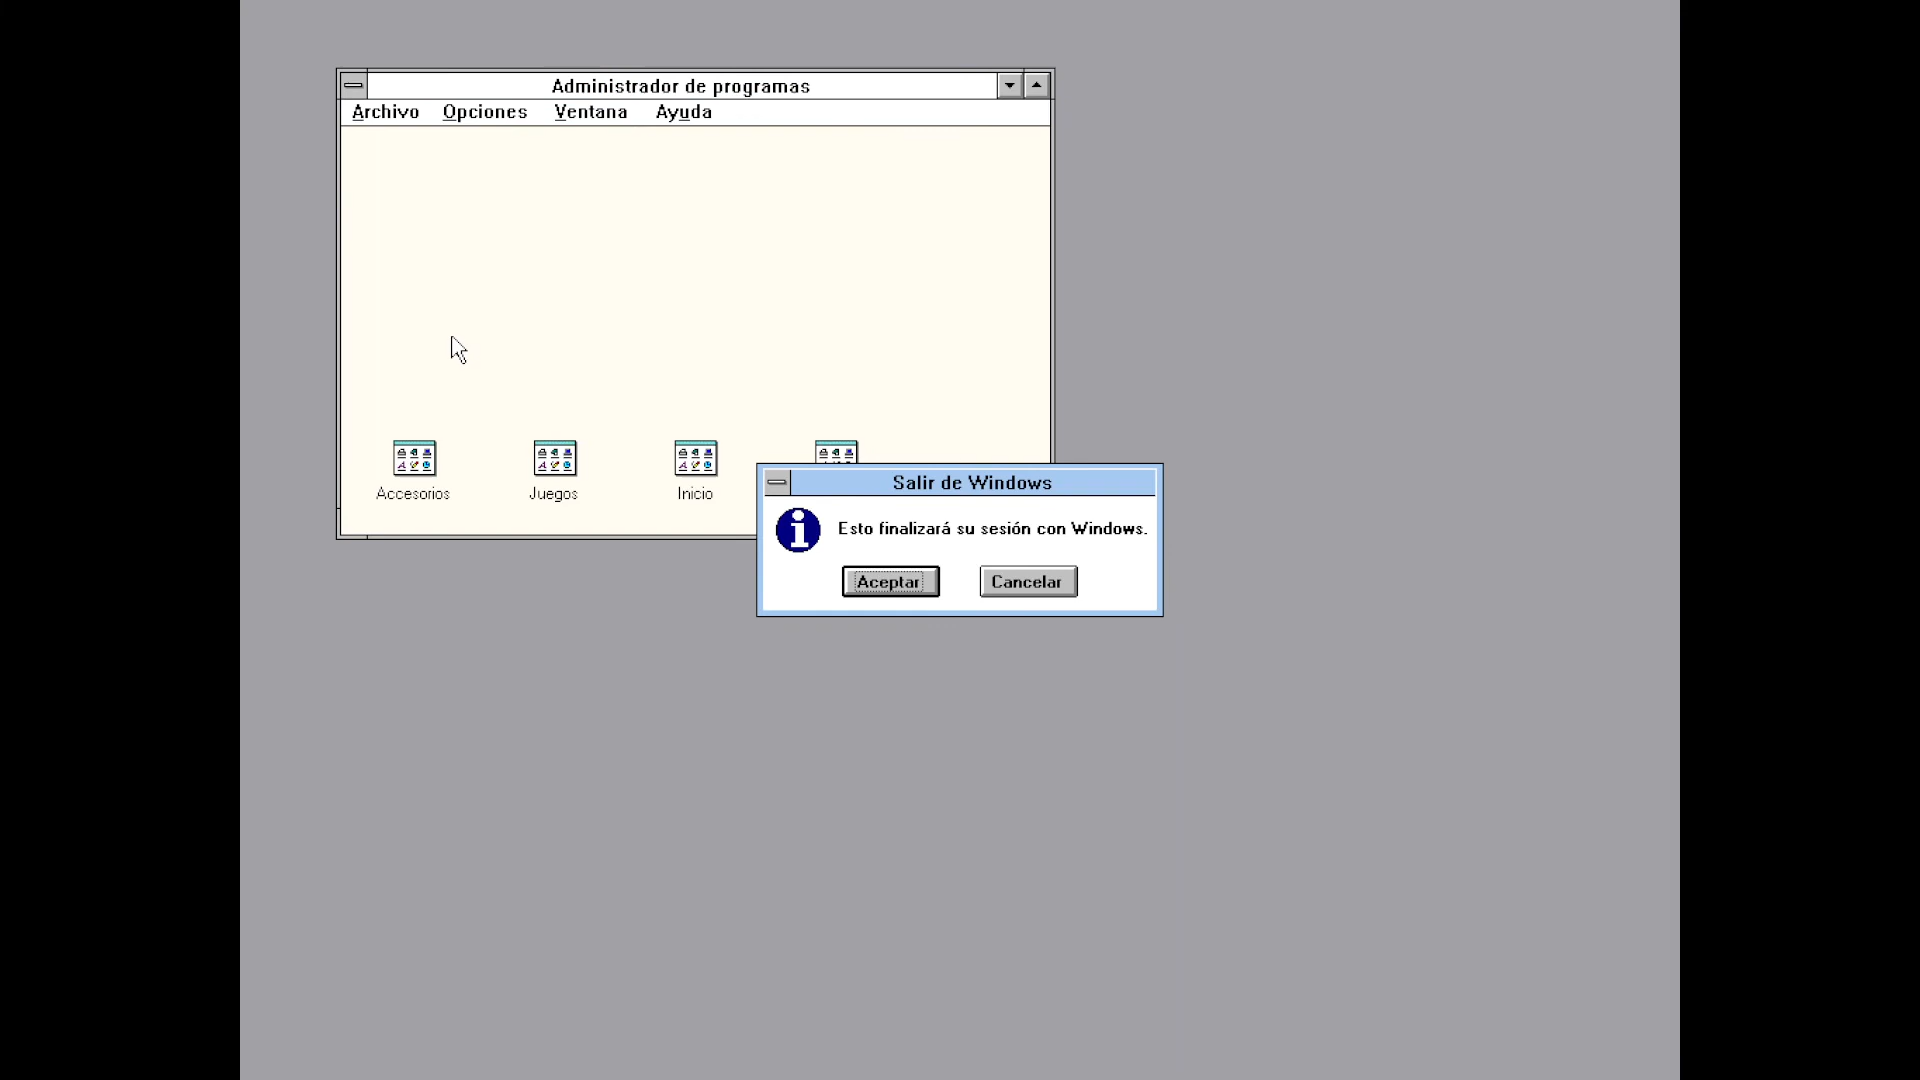 Administrador de programas
Archivo Opciones Ventana Ayuda
Accesorios Juegos Inicio
Salir de Windows
Esto finalizará su sesión con Windows.
Aceptar Cancelar